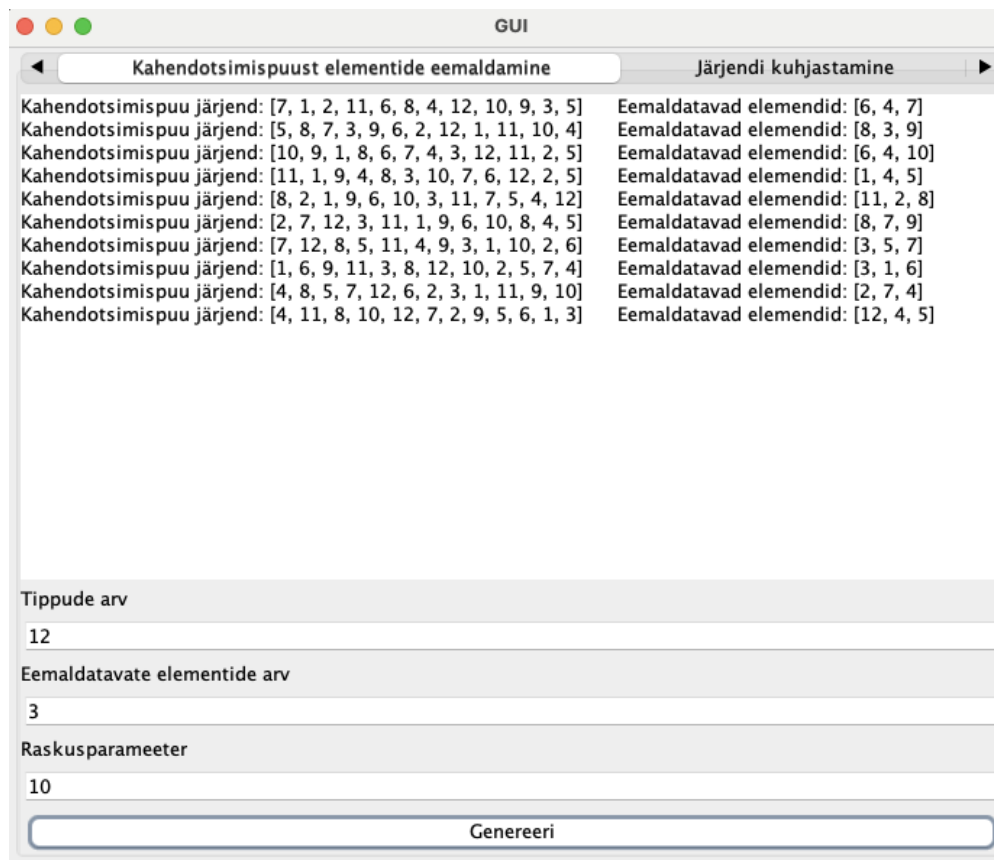 GUI
◀ Kahendotsimispuust elementide eemaldamine Järjendi kuhjastamine ▶
Kahendotsimispuu järjend: [7, 1, 2, 11, 6, 8, 4, 12, 10, 9, 3, 5] Eemaldatavad elemendid: [6, 4, 7]
Kahendotsimispuu järjend: [5, 8, 7, 3, 9, 6, 2, 12, 1, 11, 10, 4] Eemaldatavad elemendid: [8, 3, 9]
Kahendotsimispuu järjend: [10, 9, 1, 8, 6, 7, 4, 3, 12, 11, 2, 5] Eemaldatavad elemendid: [6, 4, 10]
Kahendotsimispuu järjend: [11, 1, 9, 4, 8, 3, 10, 7, 6, 12, 2, 5] Eemaldatavad elemendid: [1, 4, 5]
Kahendotsimispuu järjend: [8, 2, 1, 9, 6, 10, 3, 11, 7, 5, 4, 12] Eemaldatavad elemendid: [11, 2, 8]
Kahendotsimispuu järjend: [2, 7, 12, 3, 11, 1, 9, 6, 10, 8, 4, 5] Eemaldatavad elemendid: [8, 7, 9]
Kahendotsimispuu järjend: [7, 12, 8, 5, 11, 4, 9, 3, 1, 10, 2, 6] Eemaldatavad elemendid: [3, 5, 7]
Kahendotsimispuu järjend: [1, 6, 9, 11, 3, 8, 12, 10, 2, 5, 7, 4] Eemaldatavad elemendid: [3, 1, 6]
Kahendotsimispuu järjend: [4, 8, 5, 7, 12, 6, 2, 3, 1, 11, 9, 10] Eemaldatavad elemendid: [2, 7, 4]
Kahendotsimispuu järjend: [4, 11, 8, 10, 12, 7, 2, 9, 5, 6, 1, 3] Eemaldatavad elemendid: [12, 4, 5]
Tippude arv
12
Eemaldatavate elementide arv
3
Raskusparameeter
10
Genereeri